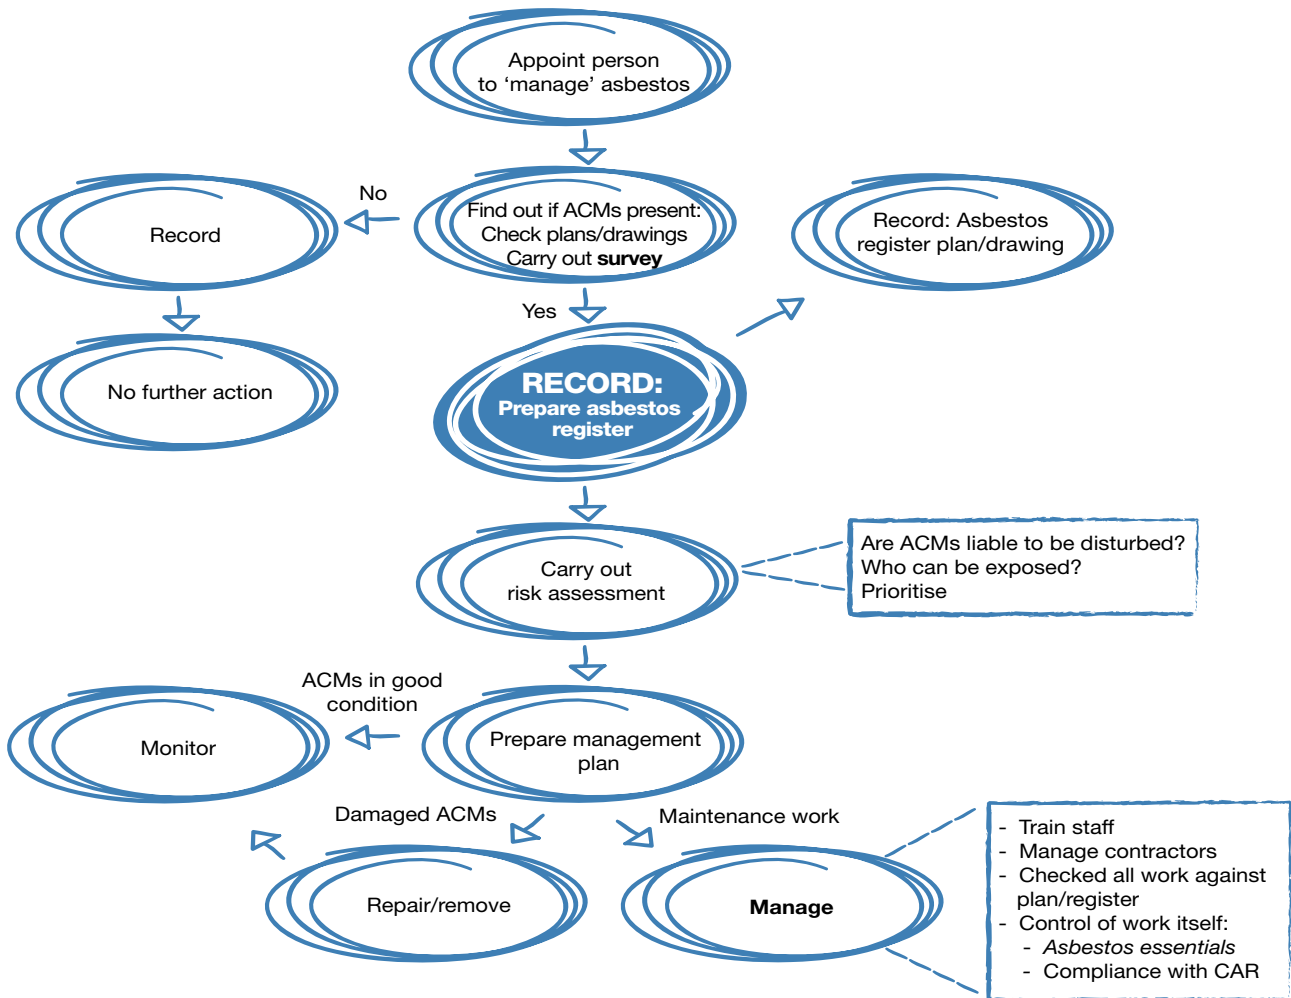 Appoint person
to ‘manage’ asbestos
No
Find out if ACMs present:
Check plans/drawings
Carry out survey
Record
Record: Asbestos
register plan/drawing
Yes
No further action
RECORD:
Prepare asbestos
register
Carry out
risk assessment
Are ACMs liable to be disturbed?
Who can be exposed?
Prioritise
ACMs in good
condition
Monitor
Prepare management
plan
Damaged ACMs
Maintenance work
Repair/remove
Manage
- Train staff
- Manage contractors
- Checked all work against
plan/register
- Control of work itself:
- Asbestos essentials
- Compliance with CAR